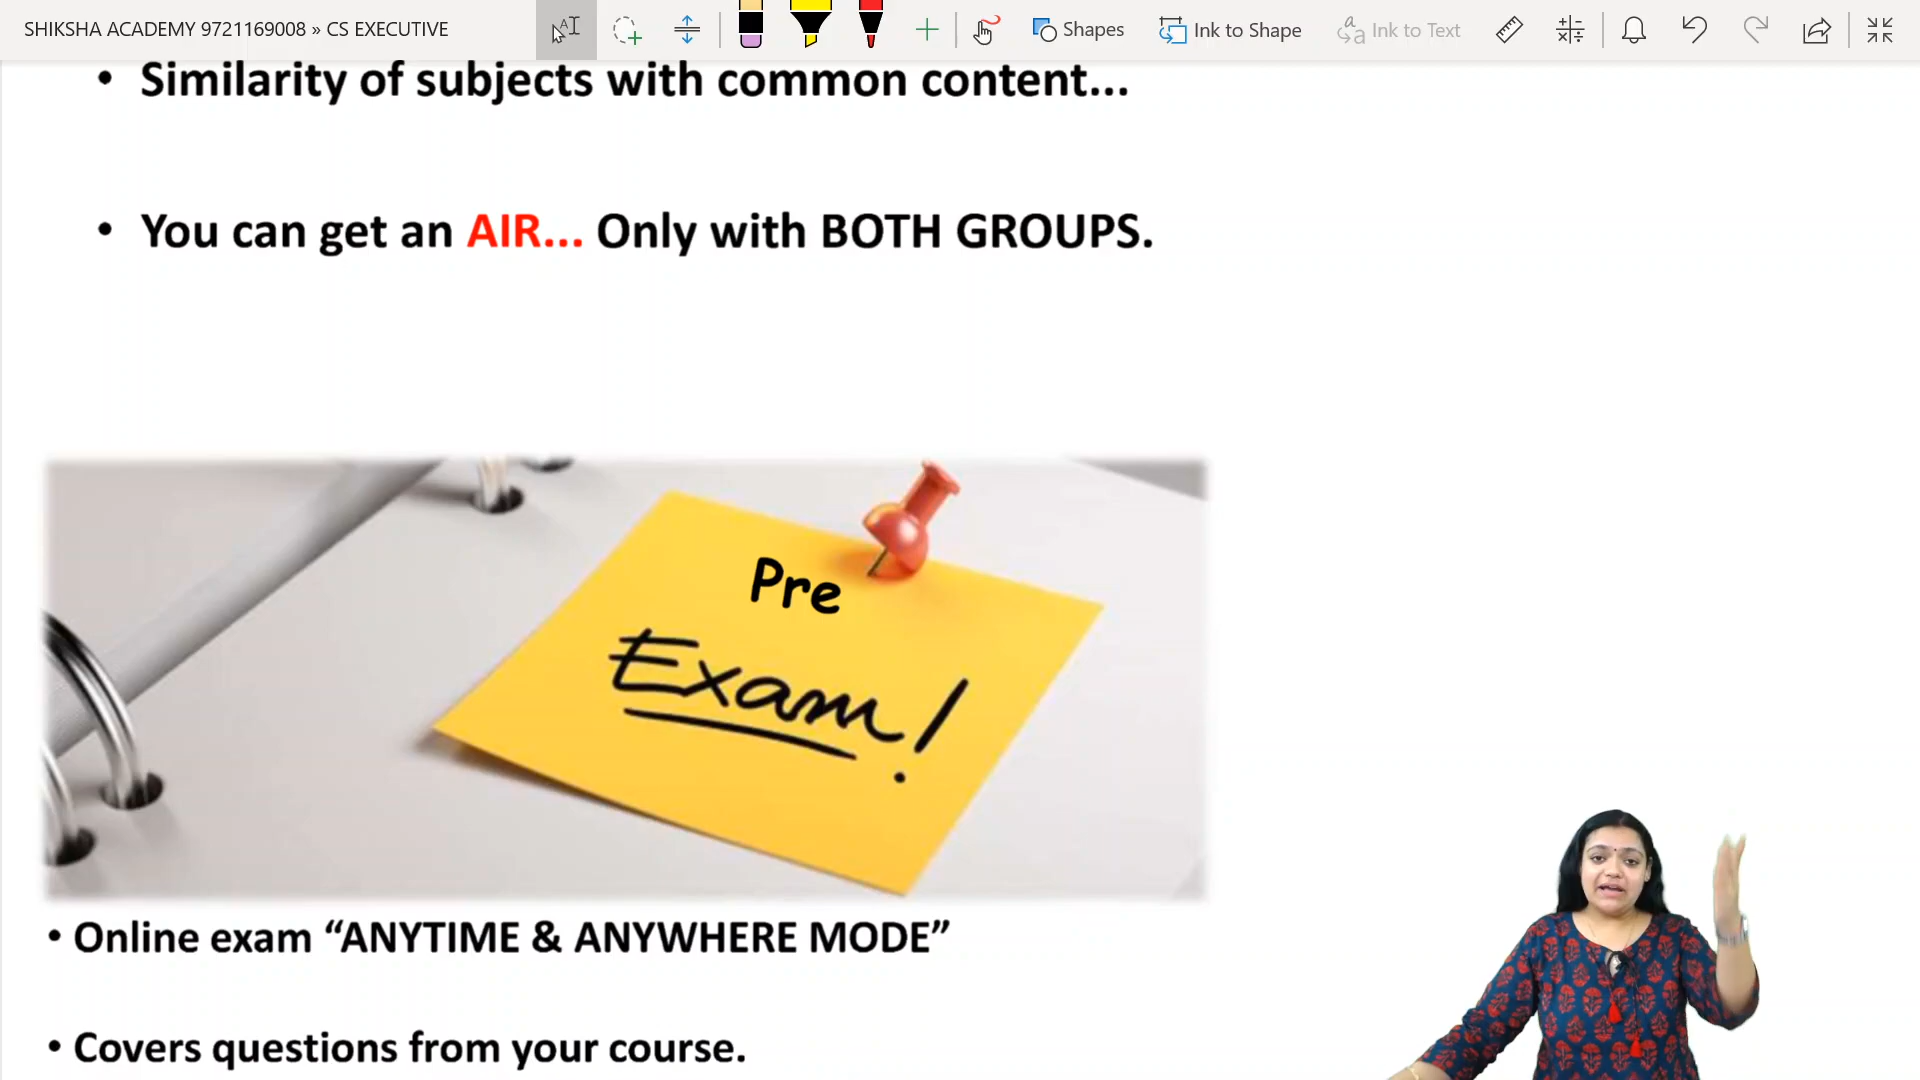 SHIKSHA ACADEMY 9721169008 » CS EXECUTIVE
Shapes
Ink to Shape
Ink to Text
• Similarity of subjects with common content...
• You can get an AIR... Only with BOTH GROUPS.
Pre
Exam!
• Online exam “ANYTIME & ANYWHERE MODE”
• Covers questions from your course.